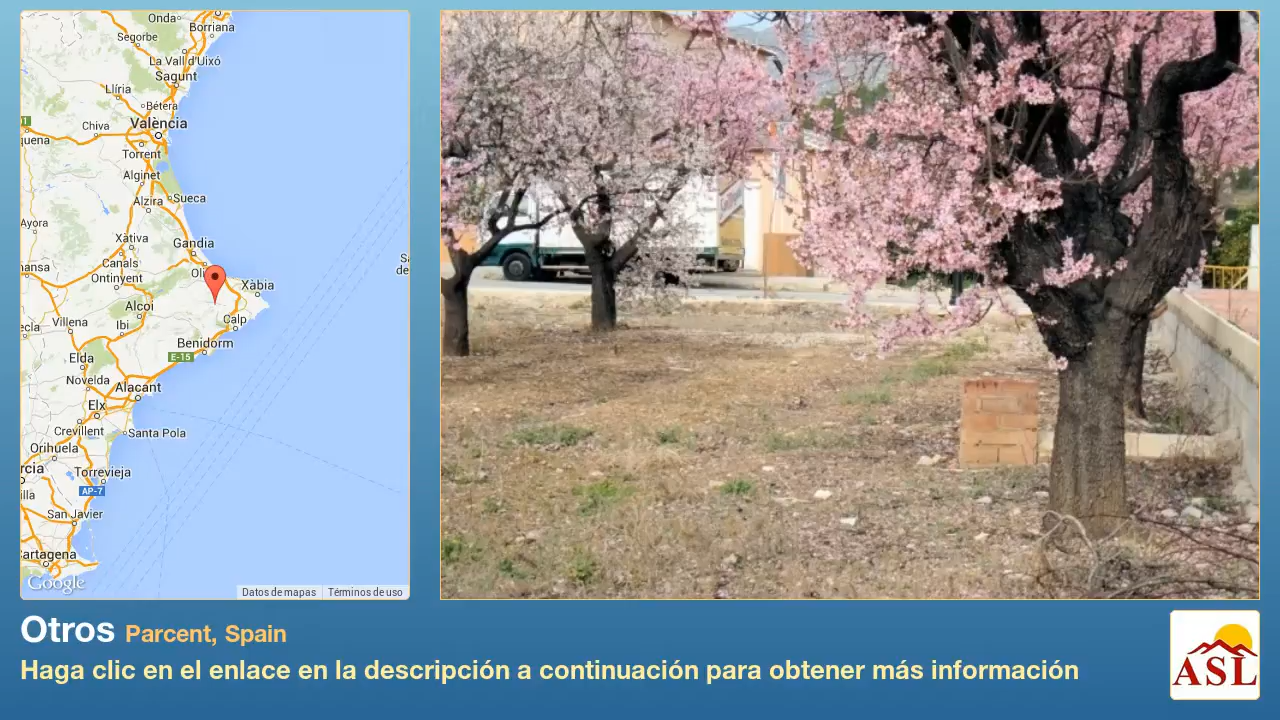 Onda
Borriana
Segorbe
La Vall d'Uixó
Sagunt
Llíria
Bétera
Chiva
València
Torrent
Alginet
Alzira
Sueca
Ayora
Xàtiva
Gandia
Canals
Ontinyent
Xàbia
Alcoi
Villena
Ibi
Calp
Benidorm
E-15
Elda
Novelda
Alacant
Elx
Crevillent
Santa Pola
Orihuela
Torrevieja
AP-7
San Javier
Cartagena
Google
Datos de mapas
Términos de uso
Otros Parcent, Spain
Haga clic en el enlace en la descripción a continuación para obtener más información
ASL